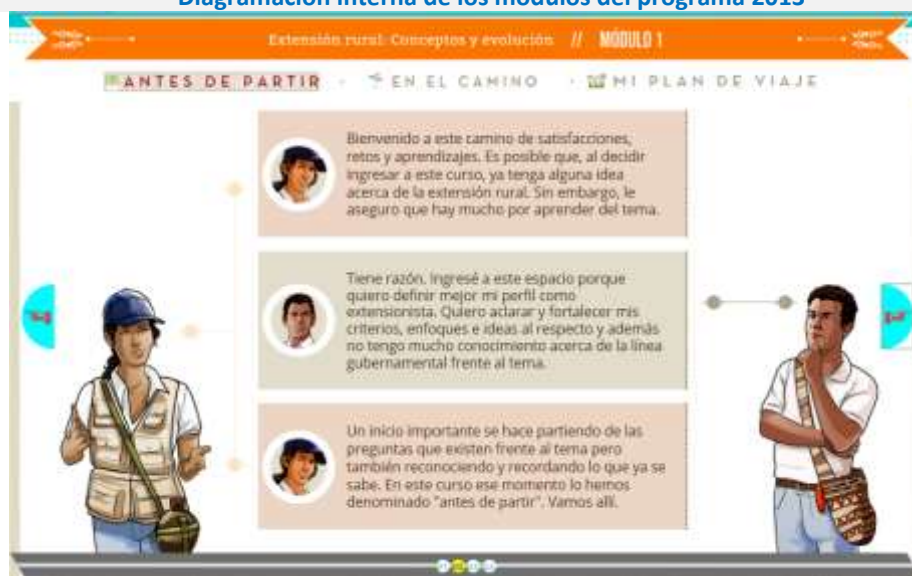 Diagramación interna de los módulos del programa 2015
Extensión rural: Conceptos y evolución // MÓDULO 1
ANTES DE PARTIR · EN EL CAMINO · MI PLAN DE VIAJE
Bienvenido a este camino de satisfacciones,
retos y aprendizajes. Es posible que, al decidir
ingresar a este curso, ya tenga alguna idea
acerca de la extensión rural. Sin embargo, le
aseguro que hay mucho por aprender del tema.
Tiene razón. Ingresé a este espacio porque
quiero definir mejor mi perfil como
extensionista. Quiero aclarar y fortalecer mis
criterios, enfoques e ideas al respecto y además
no tengo mucho conocimiento acerca de la línea
gubernamental frente al tema.
Un inicio importante se hace partiendo de las
preguntas que existen frente al tema pero
también reconociendo y recordando lo que ya se
sabe. En este curso ese momento lo hemos
denominado "antes de partir". Vamos allí.